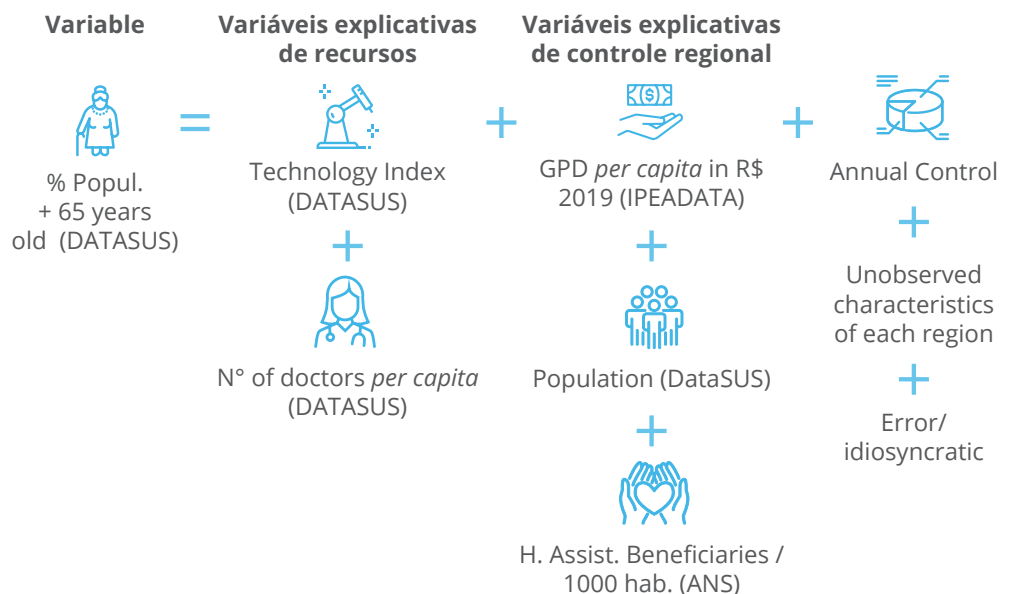 Variable
% Popul.
+ 65 years
old (DATASUS)
=
Variáveis explicativas
de recursos
Technology Index
(DATASUS)
+
N° of doctors per capita
(DATASUS)
+
Variáveis explicativas
de controle regional
($)
GPD per capita in R$
2019 (IPEADATA)
+
Population (DataSUS)
+
H. Assist. Beneficiaries /
1000 hab. (ANS)
+
Annual Control
+
Unobserved
characteristics
of each region
+
Error/
idiosyncratic